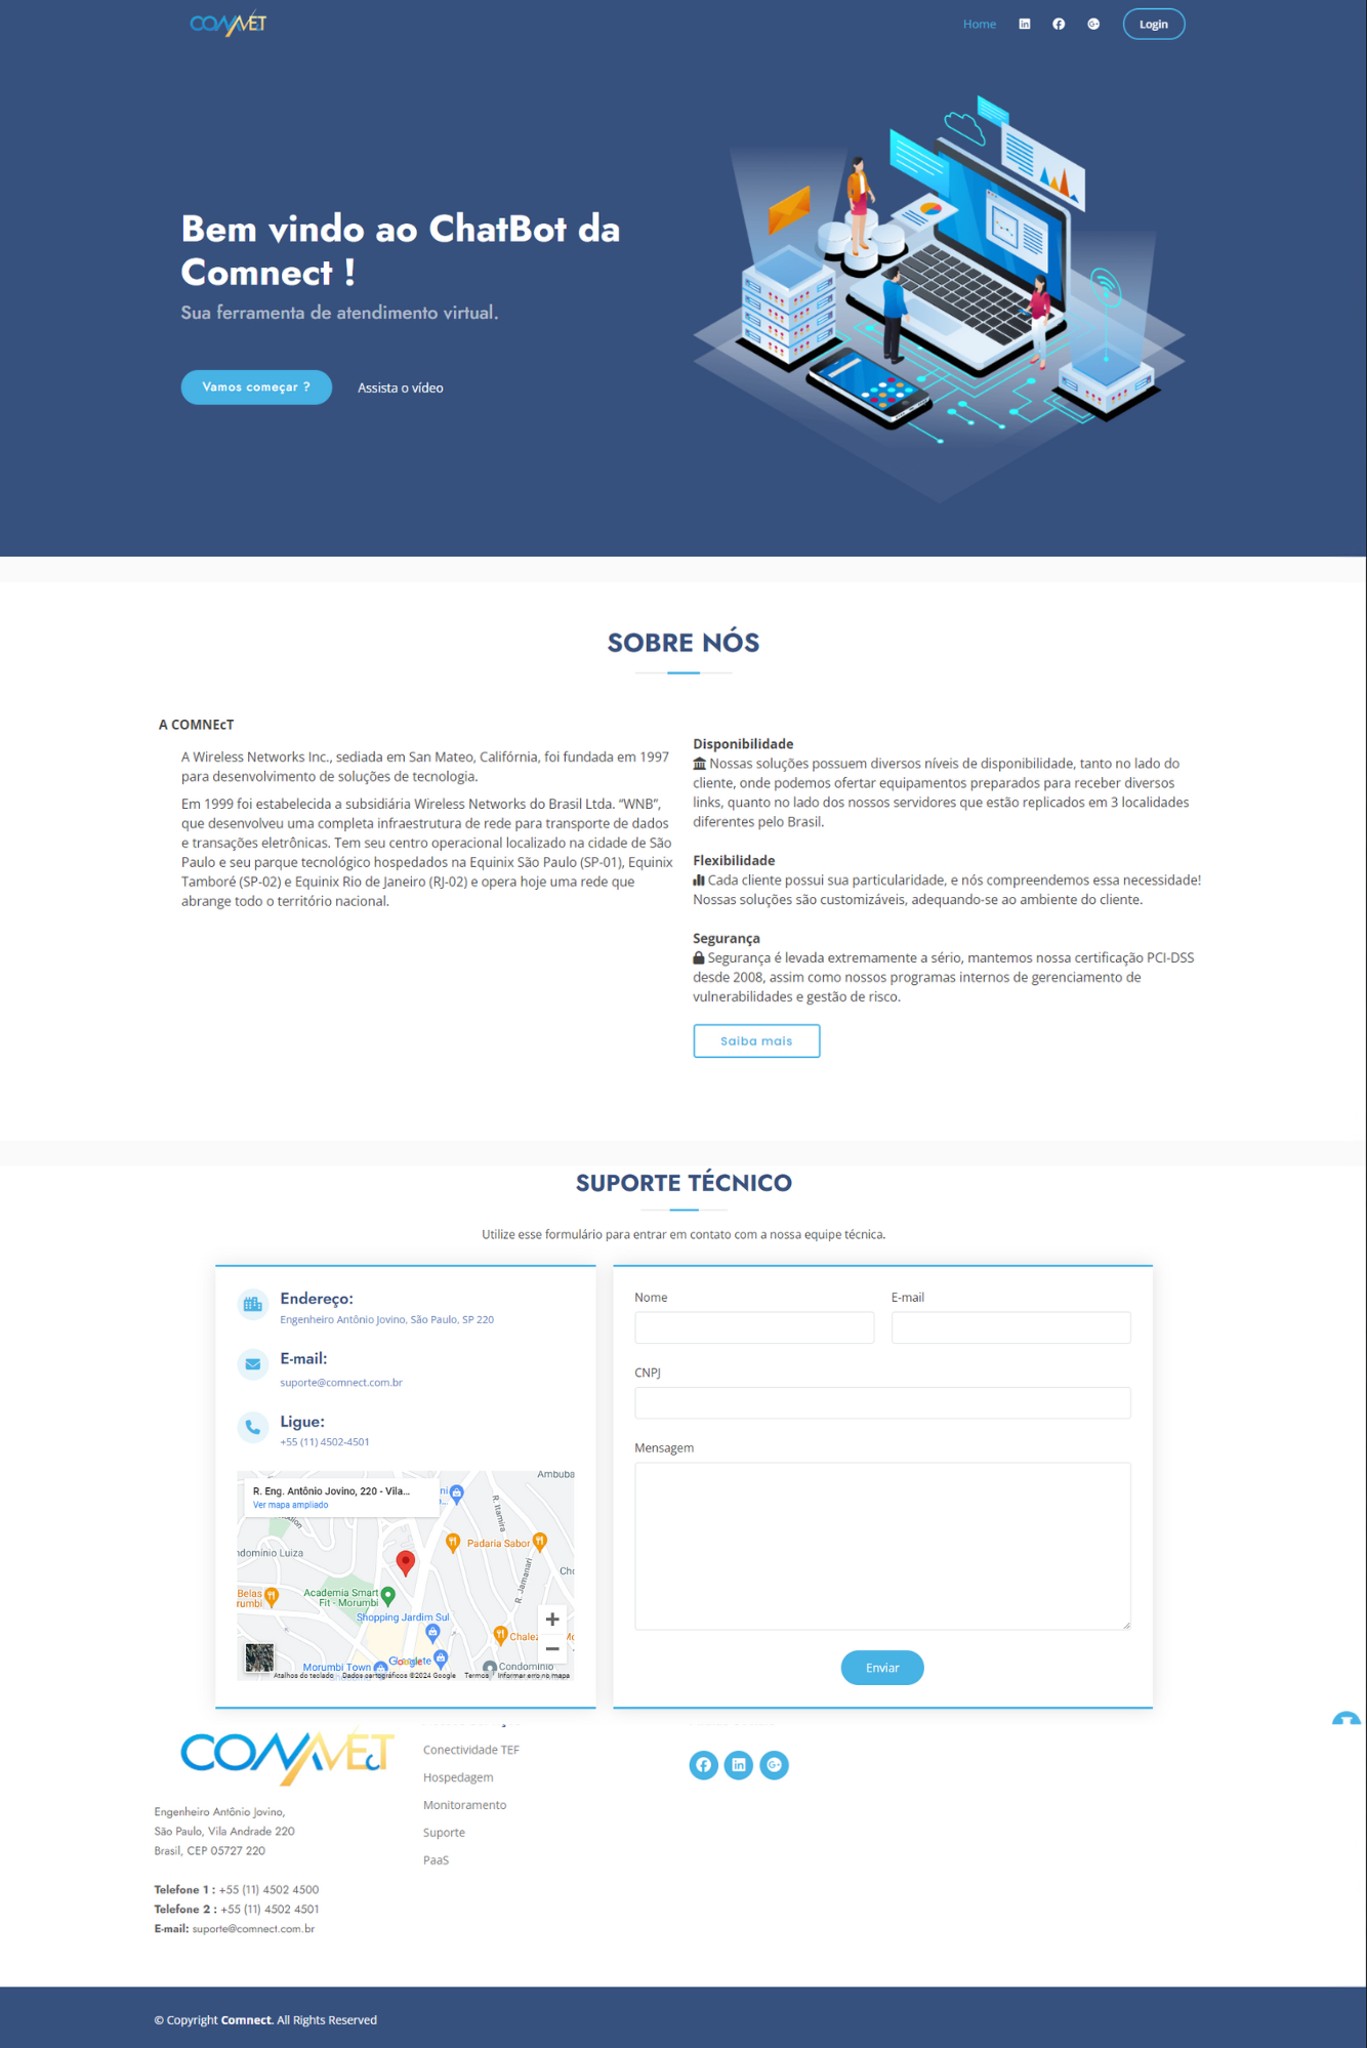 COMNEcT
Home
Login
Bem vindo ao ChatBot da
Comnect !
Sua ferramenta de atendimento virtual.
Vamos começar ?
Assista o vídeo
SOBRE NÓS
A COMNEcT
A Wireless Networks Inc., sediada em San Mateo, Califórnia, foi fundada em 1997
para desenvolvimento de soluções de tecnologia.
Em 1999 foi estabelecida a subsidiária Wireless Networks do Brasil Ltda. “WNB”,
que desenvolveu uma completa infraestrutura de rede para transporte de dados
e transações eletrônicas. Tem seu centro operacional localizado na cidade de São
Paulo e seu parque tecnológico hospedados na Equinix São Paulo (SP-01), Equinix
Tamboré (SP-02) e Equinix Rio de Janeiro (RJ-02) e opera hoje uma rede que
abrange todo o território nacional.
Disponibilidade
Nossas soluções possuem diversos níveis de disponibilidade, tanto no lado do
cliente, onde podemos ofertar equipamentos preparados para receber diversos
links, quanto no lado dos nossos servidores que estão replicados em 3 localidades
diferentes pelo Brasil.
Flexibilidade
Cada cliente possui sua particularidade, e nós compreendemos essa necessidade!
Nossas soluções são customizáveis, adequando-se ao ambiente do cliente.
Segurança
Segurança é levada extremamente a sério, mantemos nossa certificação PCI-DSS
desde 2008, assim como nossos programas internos de gerenciamento de
vulnerabilidades e gestão de risco.
Saiba mais
SUPORTE TÉCNICO
Utilize esse formulário para entrar em contato com a nossa equipe técnica.
Endereço:
Engenheiro Antônio Jovino, São Paulo, SP 220
E-mail:
suporte@comnect.com.br
Ligue:
+55 (11) 4502-4501
Ambuba
R. Eng. Antônio Jovino, 220 - Vila...
Ver mapa ampliado
R. Itamira
Padaria Sabor
ndomínio Luiza
Cho
R. Jamanari
Belas
rumbi
Academia Smart
Fit - Morumbi
Shopping Jardim Sul
Chalez
Mc
Morumbi Town
Google
te
Condomínio
Atalhos do teclado
Dados cartográficos ©2024 Google
Termos
Informar erro no mapa
Nome
E-mail
CNPJ
Mensagem
Enviar
COMNEcT
Engenheiro Antônio Jovino,
São Paulo, Vila Andrade 220
Brasil, CEP 05727 220
Telefone 1 : +55 (11) 4502 4500
Telefone 2 : +55 (11) 4502 4501
E-mail: suporte@comnect.com.br
Conectividade TEF
Hospedagem
Monitoramento
Suporte
PaaS
© Copyright Comnect. All Rights Reserved